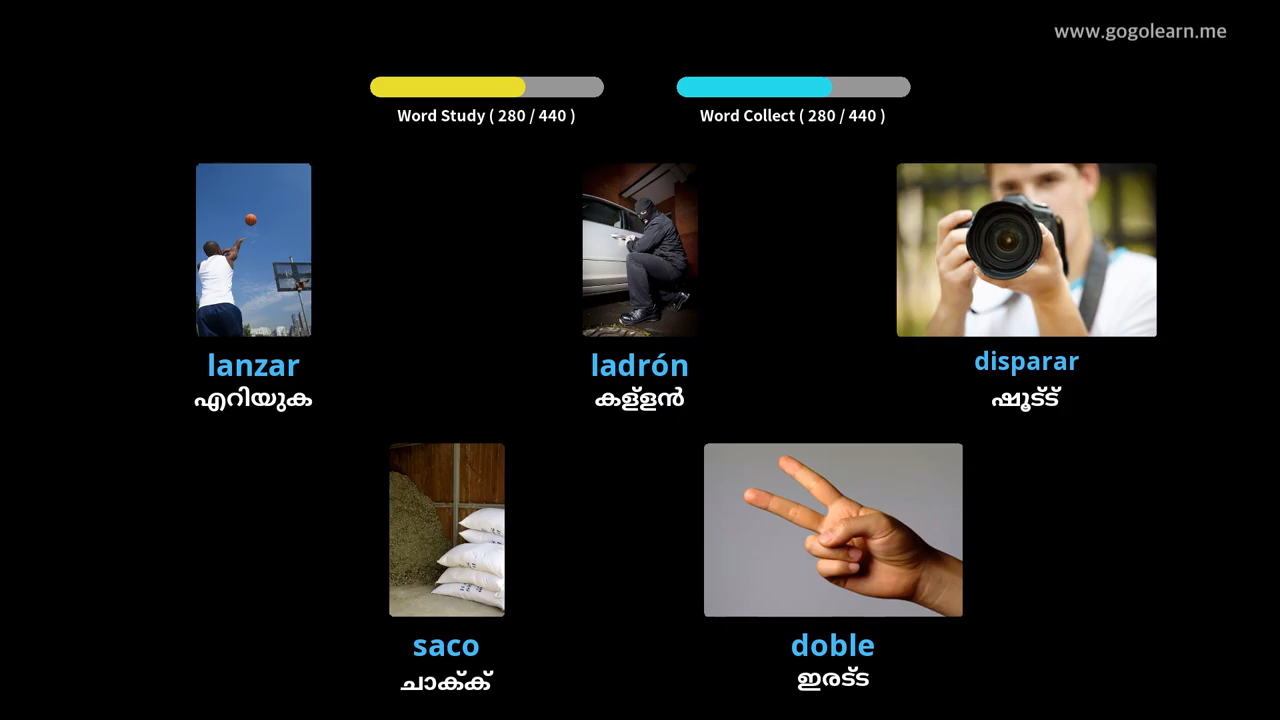 www.gogolearn.me
Word Study ( 280 / 440 )
Word Collect ( 280 / 440 )
lanzar
എറിയുക
ladrón
കള്ളൻ
disparar
ഷൂട്ട്
saco
ചാക്ക്
doble
ഇരട്ട